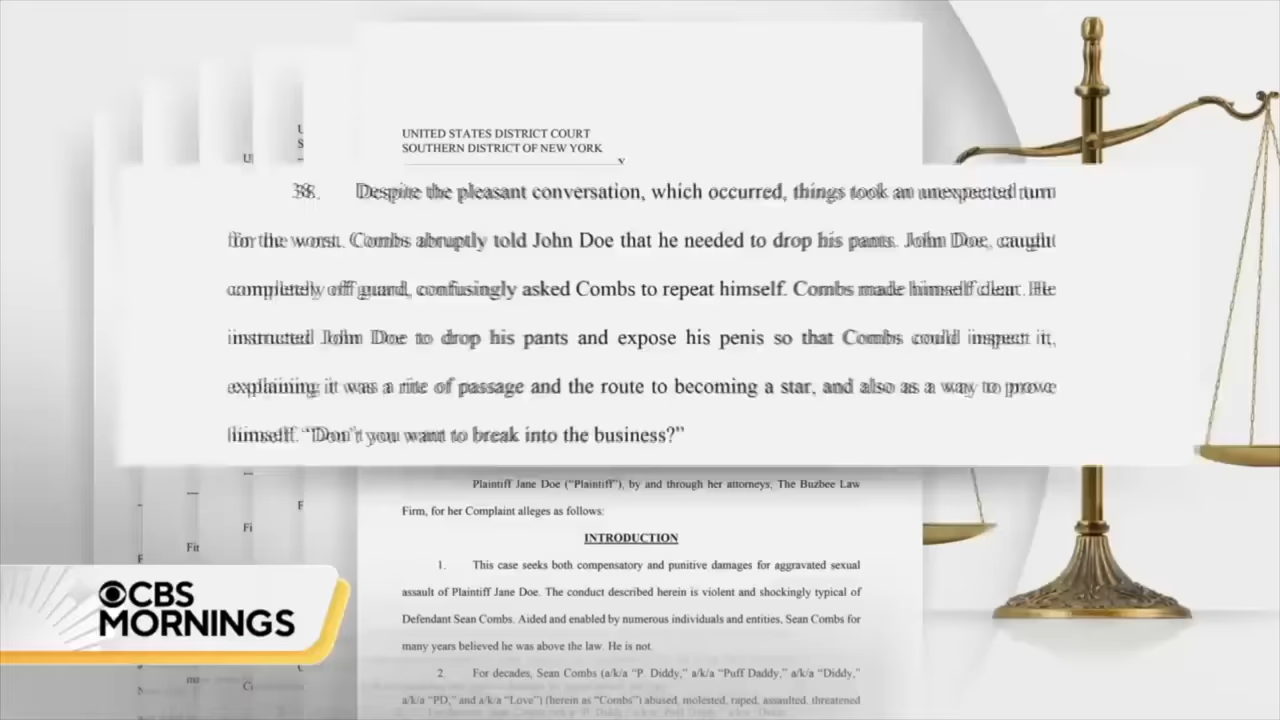 UNITED STATES DISTRICT COURT
SOUTHERN DISTRICT OF NEW YORK
38. Despite the pleasant conversation, which occurred, things took an unexpected turn
for the worst. Combs abruptly told John Doe that he needed to drop his pants. John Doe, caught
completely off guard, confusingly asked Combs to repeat himself. Combs made himself clear. He
instructed John Doe to drop his pants and expose his penis so that Combs could inspect it,
explaining it was a rite of passage and the route to becoming a star, and also as a way to prove
himself. “Don’t you want to break into the business?”
Plaintiff Jane Doe (“Plaintiff”), by and through her attorneys, The Buzbee Law
Firm, for her Complaint alleges as follows:
INTRODUCTION
1. This case seeks both compensatory and punitive damages for aggravated sexual
assault of Plaintiff Jane Doe. The conduct described herein is violent and shockingly typical of
Defendant Sean Combs. Aided and enabled by numerous individuals and entities, Sean Combs for
many years believed he was above the law. He is not.
2. For decades, Sean Combs (a/k/a “P. Diddy,” a/k/a “Puff Daddy,” a/k/a “Diddy,”
a/k/a “PD,” and a/k/a “Love”) (herein as “Combs”) abused, molested, raped, assaulted, threatened
CBS
MORNINGS